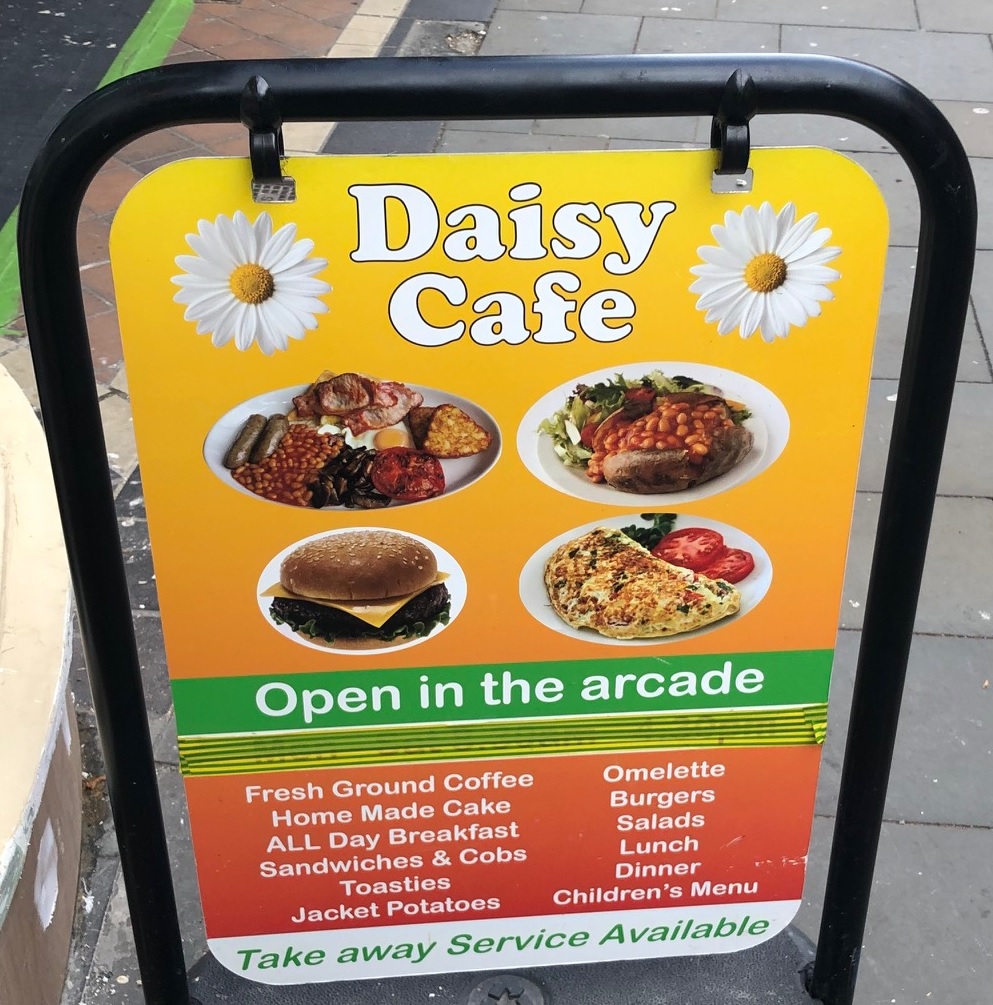 Daisy
Cafe
Open in the arcade
Fresh Ground Coffee
Home Made Cake
ALL Day Breakfast
Sandwiches & Cobs
Toasties
Jacket Potatoes
Omelette
Burgers
Salads
Lunch
Dinner
Children's Menu
Take away Service Available